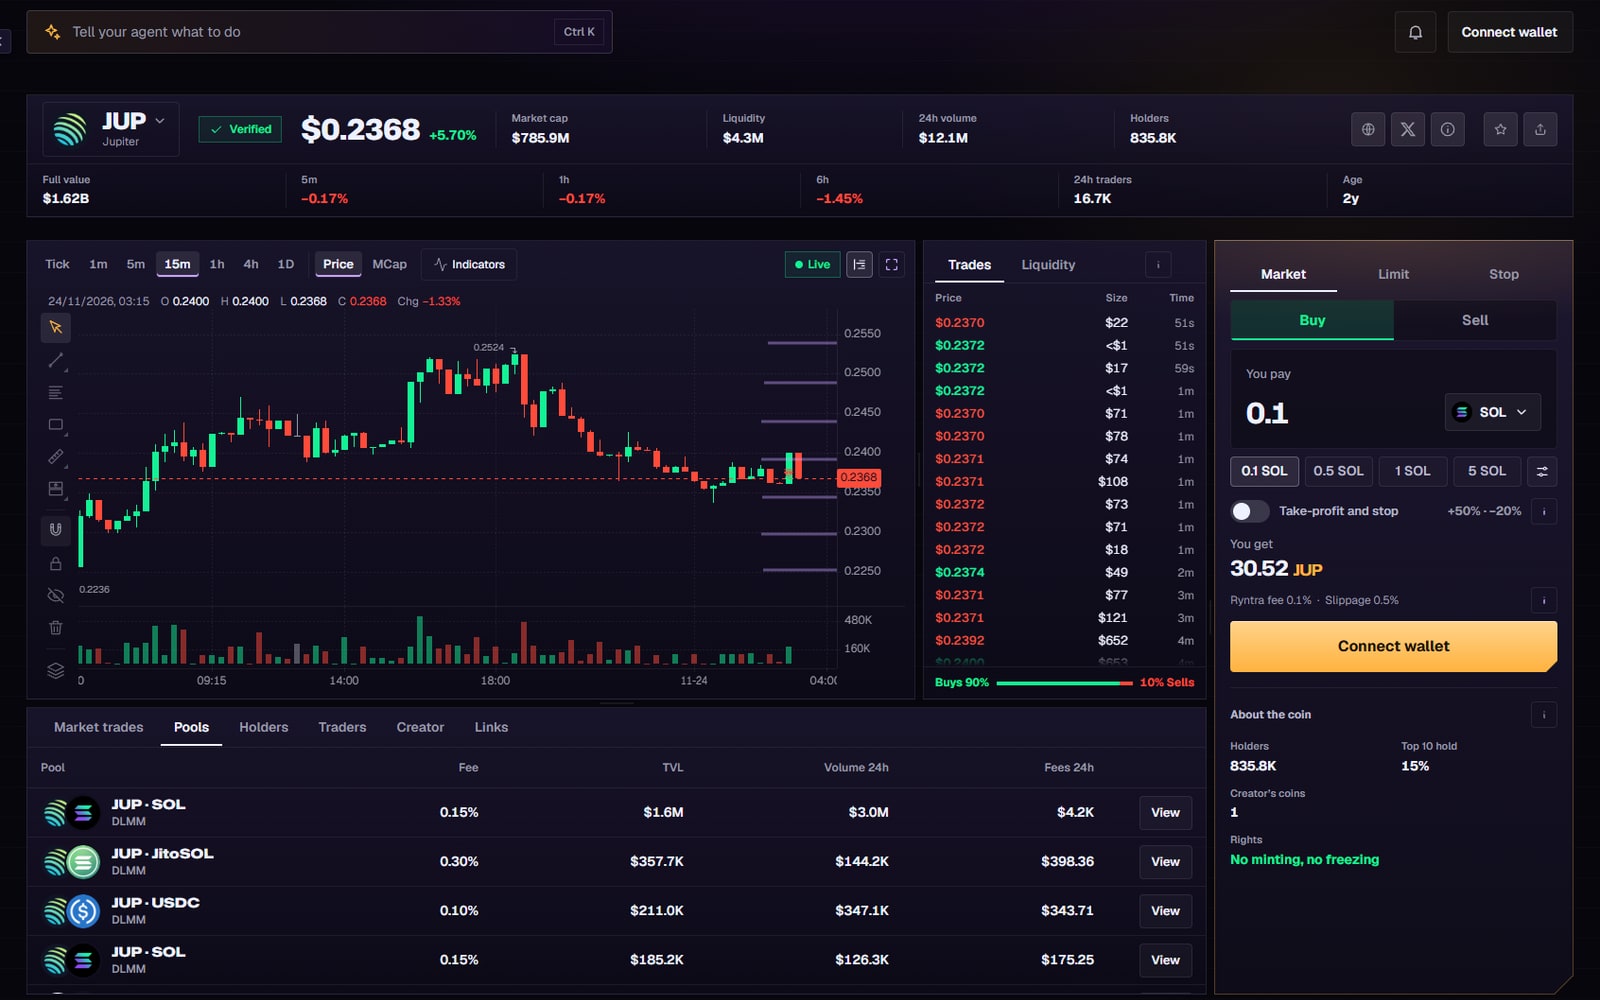 Tell your agent what to do
Ctrl K
Connect wallet
JUP
Jupiter
Verified
$0.2368 +5.70%
Market cap
$785.9M
Liquidity
$4.3M
24h volume
$12.1M
Holders
835.8K
Full value
$1.62B
5m
−0.17%
1h
−0.17%
6h
−1.45%
24h traders
16.7K
Age
2y
Tick 1m 5m 15m 1h 4h 1D Price MCap Indicators
Live
24/11/2026, 03:15 O 0.2400 H 0.2400 L 0.2368 C 0.2368 Chg −1.33%
0.2524
0.2236
0.2550
0.2500
0.2450
0.2400
0.2368
0.2350
0.2300
0.2250
480K
160K
0 09:15 14:00 18:00 11-24 04:00
Trades Liquidity
Price Size Time
$0.2370 $22 51s
$0.2372 <$1 51s
$0.2372 $17 59s
$0.2372 <$1 1m
$0.2370 $71 1m
$0.2370 $78 1m
$0.2371 $74 1m
$0.2371 $108 1m
$0.2372 $73 1m
$0.2372 $71 1m
$0.2372 $18 1m
$0.2374 $49 2m
$0.2371 $77 3m
$0.2371 $121 3m
$0.2392 $652 4m
$0.2400 $653 4m
Buys 90% 10% Sells
Market Limit Stop
Buy Sell
You pay
0.1
SOL
0.1 SOL 0.5 SOL 1 SOL 5 SOL
Take-profit and stop +50% · −20%
You get
30.52 JUP
Ryntra fee 0.1% · Slippage 0.5%
Connect wallet
About the coin
Holders
835.8K
Top 10 hold
15%
Creator's coins
1
Rights
No minting, no freezing
Market trades Pools Holders Traders Creator Links
Pool Fee TVL Volume 24h Fees 24h
JUP · SOL
DLMM
0.15% $1.6M $3.0M $4.2K View
JUP · JitoSOL
DLMM
0.30% $357.7K $144.2K $398.36 View
JUP · USDC
DLMM
0.10% $211.0K $347.1K $343.71 View
JUP · SOL
DLMM
0.15% $185.2K $126.3K $175.25 View